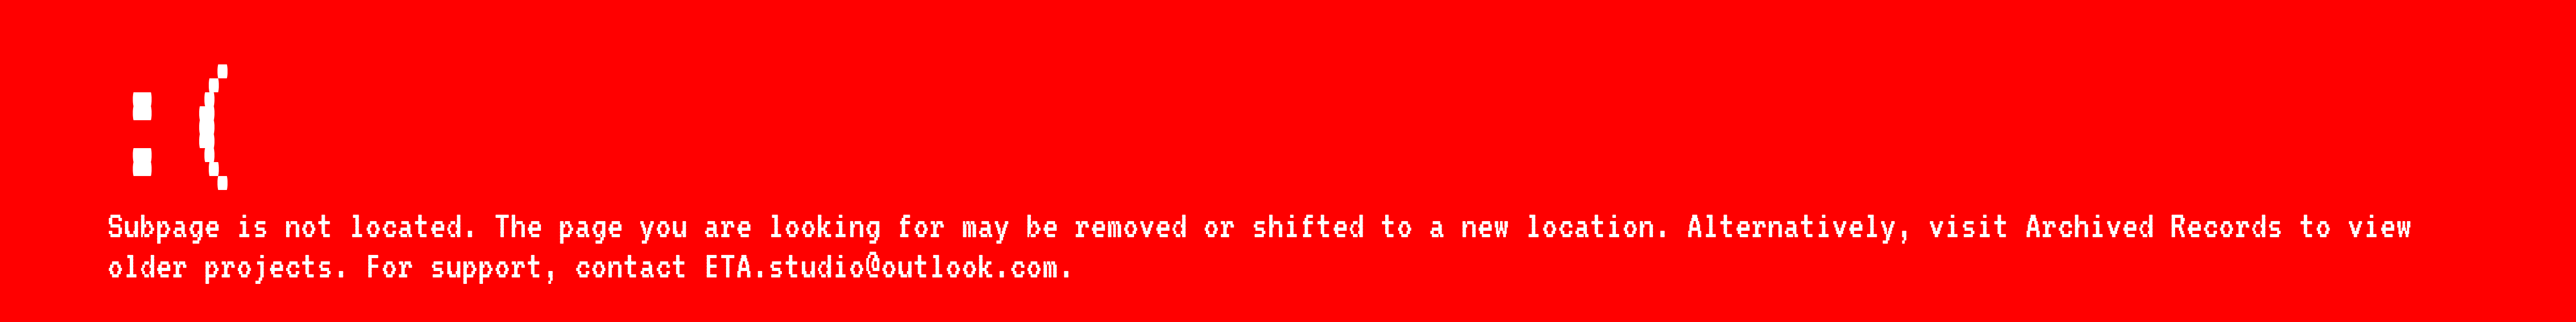 :(
Subpage is not located. The page you are looking for may be removed or shifted to a new location. Alternatively, visit Archived Records to view
older projects. For support, contact ETA.studio@outlook.com.